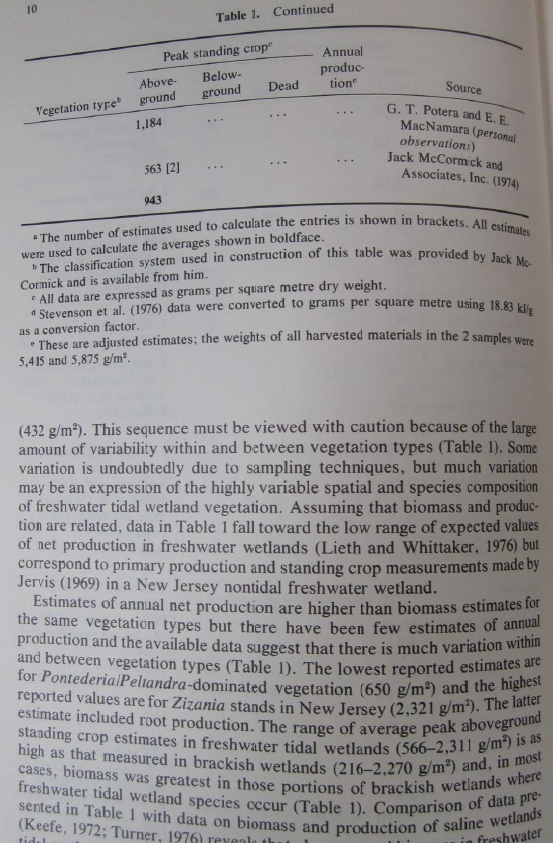 10
Table 1. Continued
Peak standing cropᶜ
Annual
produc-
tionᶜ
Above-
ground
Below-
ground
Dead
Vegetation typeᵇ
Source
1,184 ... ... ... G. T. Potera and E. E.
MacNamara (personal
observations)
563 [2] ... ... ... Jack McCormick and
Associates, Inc. (1974)
943
ᵃ The number of estimates used to calculate the entries is shown in brackets. All estimates
were used to calculate the averages shown in boldface.
ᵇ The classification system used in construction of this table was provided by Jack Mc-
Cormick and is available from him.
ᶜ All data are expressed as grams per square metre dry weight.
ᵈ Stevenson et al. (1976) data were converted to grams per square metre using 18.83 kJ/g
as a conversion factor.
ᵉ These are adjusted estimates; the weights of all harvested materials in the 2 samples were
5,415 and 5,875 g/m².
(432 g/m²). This sequence must be viewed with caution because of the large
amount of variability within and between vegetation types (Table 1). Some
variation is undoubtedly due to sampling techniques, but much variation
may be an expression of the highly variable spatial and species composition
of freshwater tidal wetland vegetation. Assuming that biomass and produc-
tion are related, data in Table 1 fall toward the low range of expected values
of net production in freshwater wetlands (Lieth and Whittaker, 1976) but
correspond to primary production and standing crop measurements made by
Jervis (1969) in a New Jersey nontidal freshwater wetland.
Estimates of annual net production are higher than biomass estimates for
the same vegetation types but there have been few estimates of annual
production and the available data suggest that there is much variation within
and between vegetation types (Table 1). The lowest reported estimates are
for Pontederia/Peltandra-dominated vegetation (650 g/m²) and the highest
reported values are for Zizania stands in New Jersey (2,321 g/m²). The latter
estimate included root production. The range of average peak aboveground
standing crop estimates in freshwater tidal wetlands (566–2,311 g/m²) is as
high as that measured in brackish wetlands (216–2,270 g/m²) and, in most
cases, biomass was greatest in those portions of brackish wetlands where
freshwater tidal wetland species occur (Table 1). Comparison of data pre-
sented in Table 1 with data on biomass and production of saline wetlands
(Keefe, 1972; Turner, 1976) reveals that
in freshwater